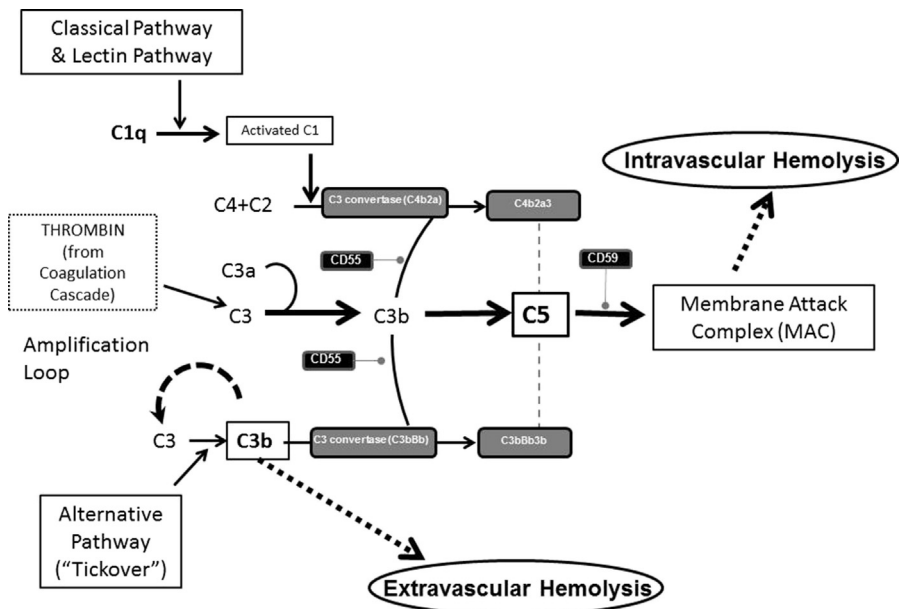 Classical Pathway
& Lectin Pathway
C1q
Activated C1
Intravascular Hemolysis
C4+C2
C3 convertase(C4b2a)
C4b2a3
THROMBIN
(from
Coagulation
Cascade)
CD55
CD59
C3a
C3
C3b
C5
Membrane Attack
Complex (MAC)
Amplification
Loop
CD55
C3
C3b
C3 convertase(C3bBb)
C3bBb3b
Alternative
Pathway
(“Tickover”)
Extravascular Hemolysis